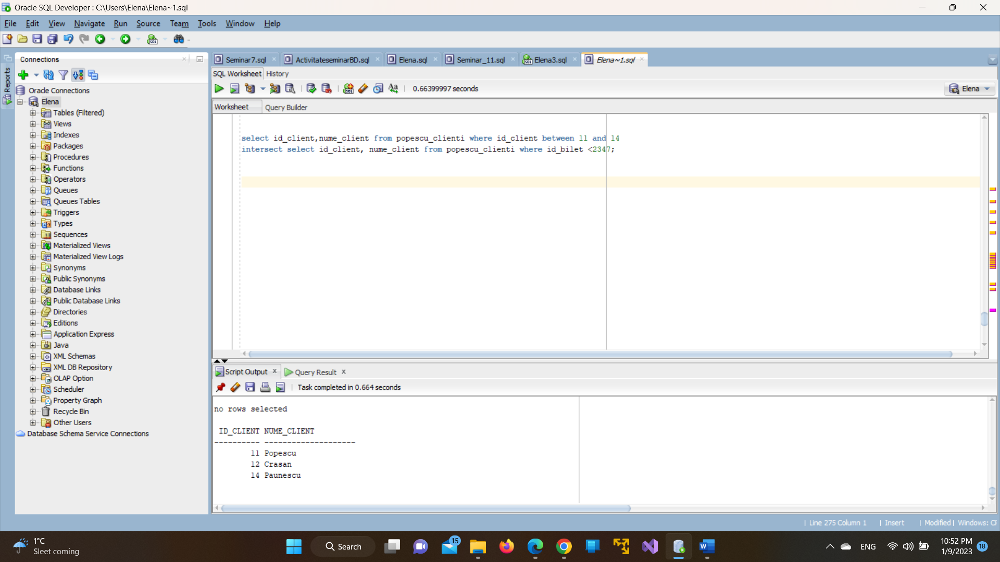 Oracle SQL Developer : C:\Users\Elena\Elena~1.sql
File Edit View Navigate Run Source Team Tools Window Help
Connections
Reports
Oracle Connections
Elena
Tables (Filtered)
Views
Indexes
Packages
Procedures
Functions
Operators
Queues
Queues Tables
Triggers
Types
Sequences
Materialized Views
Materialized View Logs
Synonyms
Public Synonyms
Database Links
Public Database Links
Directories
Editions
Application Express
Java
XML Schemas
XML DB Repository
OLAP Option
Scheduler
Property Graph
Recycle Bin
Other Users
Database Schema Service Connections
Seminar7.sql ActivitateseminarBD.sql Elena.sql Seminar_11.sql Elena3.sql Elena~1.sql
SQL Worksheet History
0.66399997 seconds
Elena
Worksheet Query Builder
select id_client,nume_client from popescu_clienti where id_client between 11 and 14
intersect select id_client, nume_client from popescu_clienti where id_bilet <2347;
Script Output Query Result
Task completed in 0.664 seconds
no rows selected
ID_CLIENT NUME_CLIENT
---------- --------------------
11 Popescu
12 Crasan
14 Paunescu
Line 275 Column 1 | Insert | Modified | Windows: CF
1°C
Sleet coming
Search
15
ENG
10:52 PM
1/9/2023
18